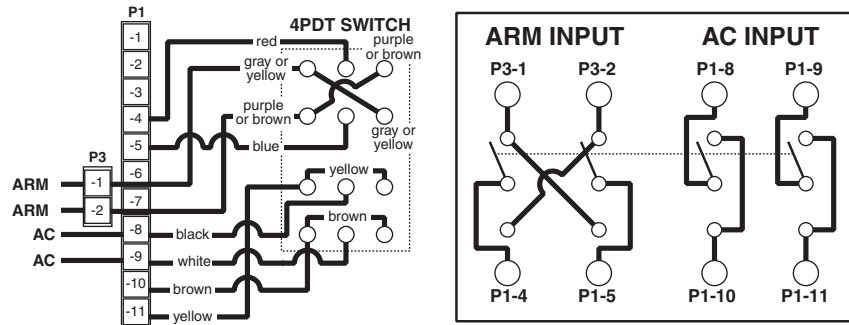 P1
4PDT SWITCH
-1
-2
-3
-4
-5
-6
-7
-8
-9
-10
-11
red
purple
or brown
gray or
yellow
purple
or brown
blue
gray or
yellow
P3
-1
-2
ARM
ARM
AC
AC
yellow
brown
black
white
brown
yellow
ARM INPUT
AC INPUT
P3-1
P3-2
P1-8
P1-9
P1-4
P1-5
P1-10
P1-11